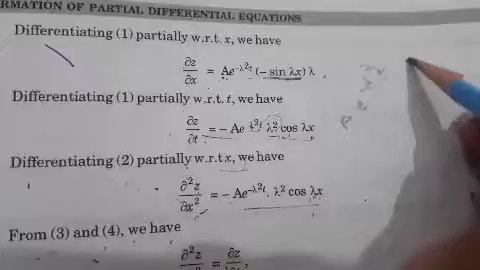 RMATION OF PARTIAL DIFFERENTIAL EQUATIONS
Differentiating (1) partially w.r.t. x, we have
∂z/∂x = Ae^{-λ²t} (− sin λx) λ
Differentiating (1) partially w.r.t. t, we have
∂z/∂t = − Ae^{λ²t} λ² cos λx
Differentiating (2) partially w.r.t x, we have
∂²z/∂x² = − Ae^{-λ²t}. λ² cos λx
From (3) and (4), we have
∂²z = ∂z